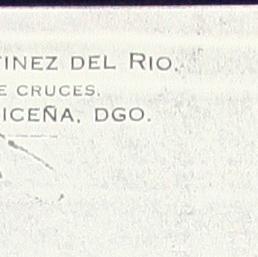 TINEZ DEL RIO.
E CRUCES.
ICEÑA, DGO.